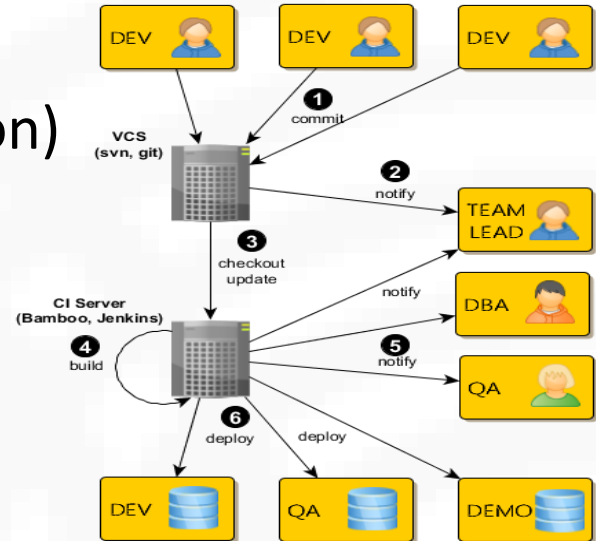 DEV
DEV
DEV
on)
VCS
(svn, git)
1
commit
2
notify
TEAM
LEAD
3
checkout
update
CI Server
(Bamboo, Jenkins)
notify
DBA
4
build
5
notify
QA
6
deploy
deploy
DEV
QA
DEMO